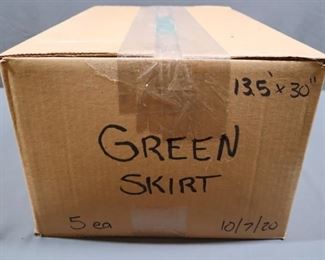 13.5' x 30"
GREEN
SKIRT
5 ea 10/7/20